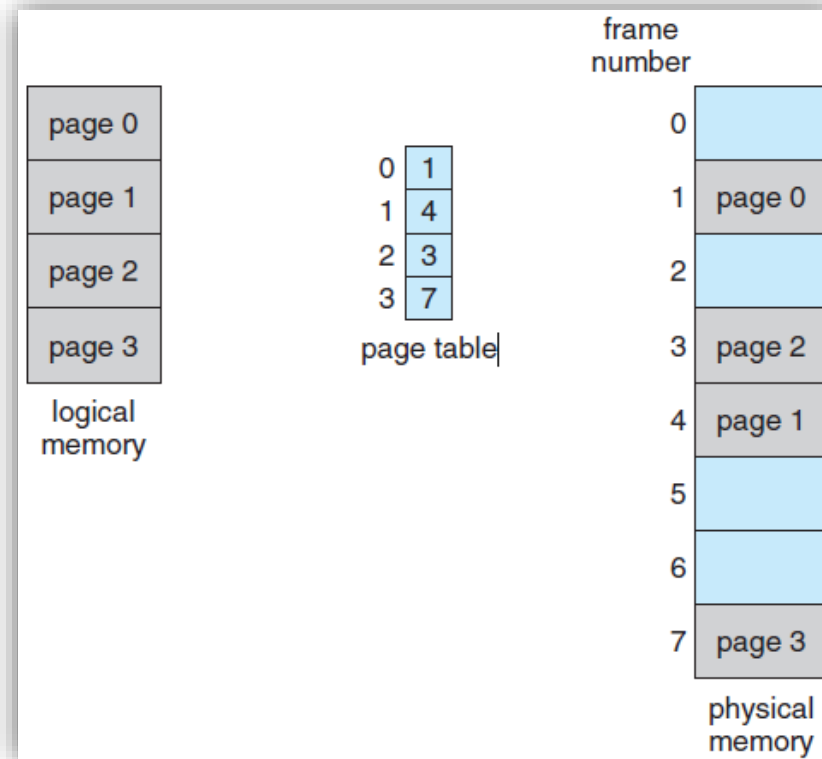 page 0
page 1
page 2
page 3
logical
memory
0 1
1 4
2 3
3 7
page table
frame
number
0
1 page 0
2
3 page 2
4 page 1
5
6
7 page 3
physical
memory